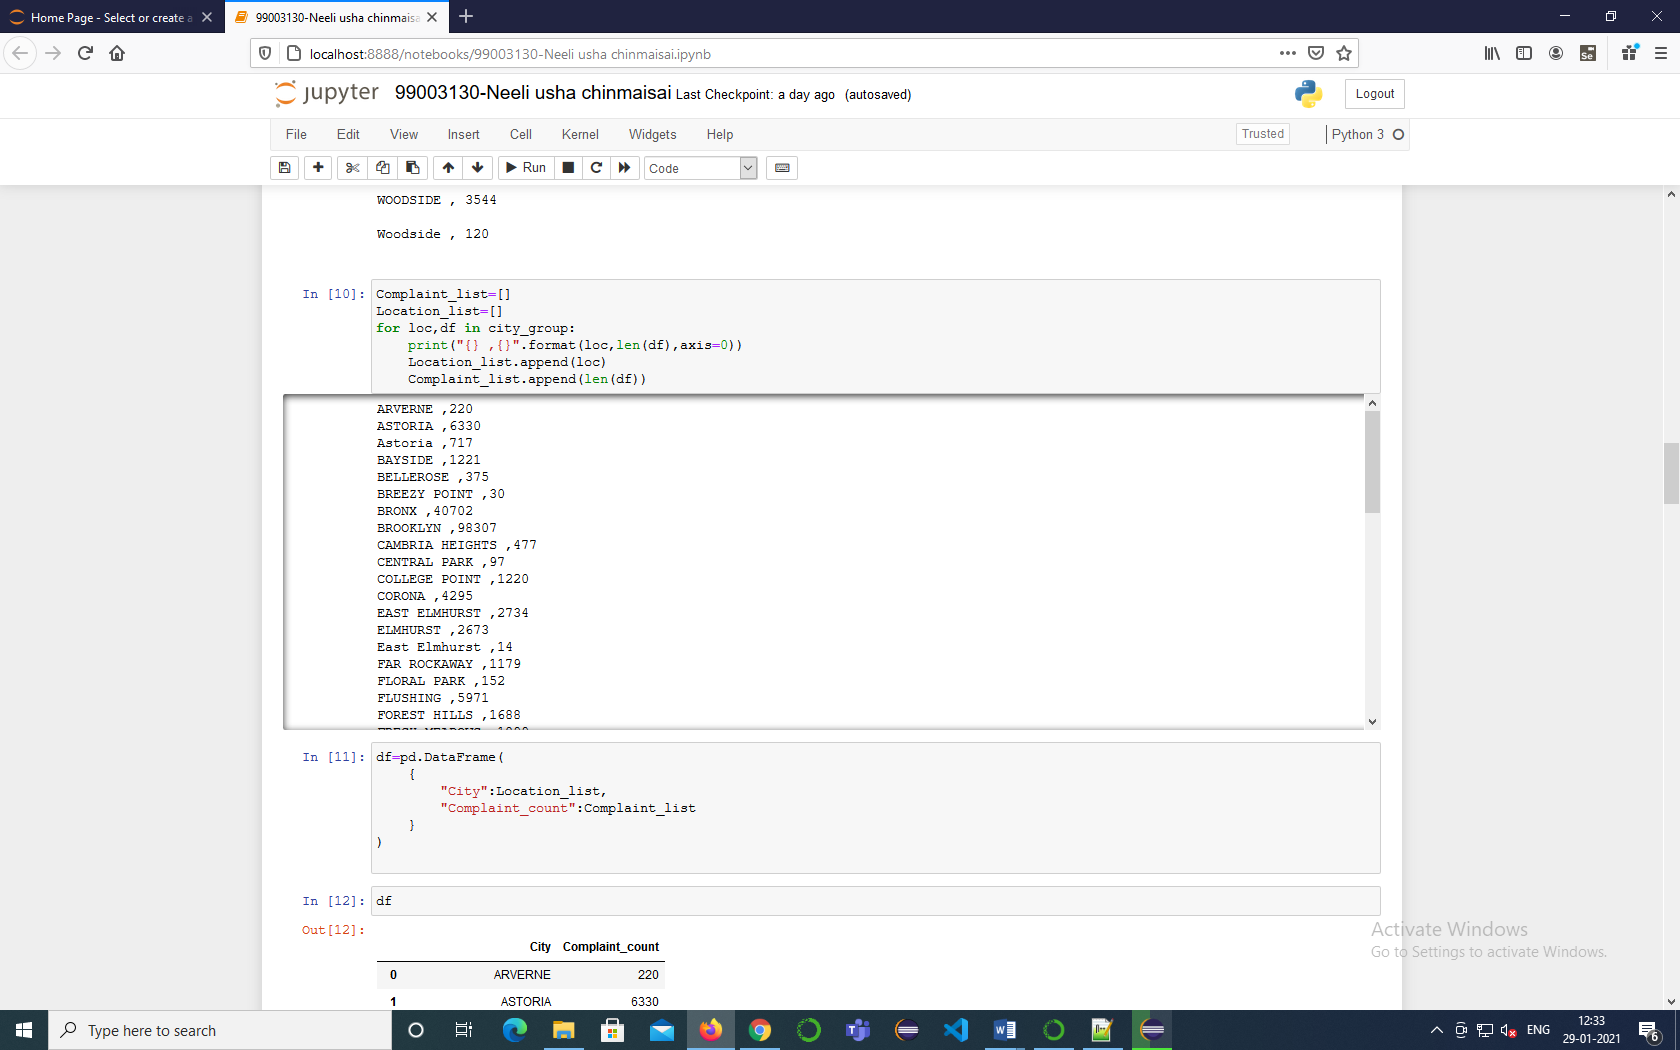 Home Page - Select or create a
99003130-Neeli usha chinmaisa
localhost:8888/notebooks/99003130-Neeli usha chinmaisai.ipynb
Se
jupyter 99003130-Neeli usha chinmaisai Last Checkpoint: a day ago (autosaved)
Logout
File Edit View Insert Cell Kernel Widgets Help
Trusted
Python 3
Run
Code
WOODSIDE , 3544
Woodside , 120
In [10]:
Complaint_list=[]
Location_list=[]
for loc,df in city_group:
    print("{} ,{}".format(loc,len(df),axis=0))
    Location_list.append(loc)
    Complaint_list.append(len(df))
ARVERNE ,220
ASTORIA ,6330
Astoria ,717
BAYSIDE ,1221
BELLEROSE ,375
BREEZY POINT ,30
BRONX ,40702
BROOKLYN ,98307
CAMBRIA HEIGHTS ,477
CENTRAL PARK ,97
COLLEGE POINT ,1220
CORONA ,4295
EAST ELMHURST ,2734
ELMHURST ,2673
East Elmhurst ,14
FAR ROCKAWAY ,1179
FLORAL PARK ,152
FLUSHING ,5971
FOREST HILLS ,1688
In [11]:
df=pd.DataFrame(
    {
        "City":Location_list,
        "Complaint_count":Complaint_list
    }
)
In [12]:
df
Out[12]:
City Complaint_count
0 ARVERNE 220
1 ASTORIA 6330
Activate Windows
Go to Settings to activate Windows.
Type here to search
ENG
12:33
29-01-2021
6